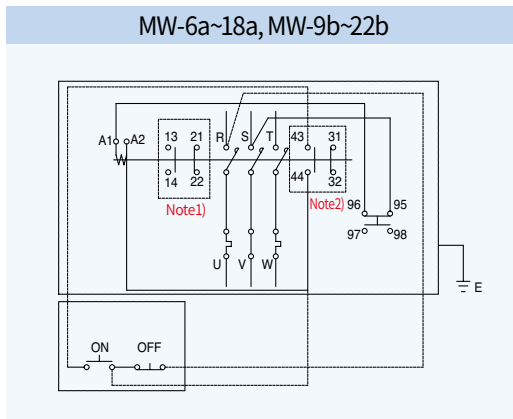 MW-6a~18a, MW-9b~22b
R S T
A1 A2 13 21 43 31
14 22 44 32
Note1) Note2)
96 95
97 98
U V W
E
ON OFF